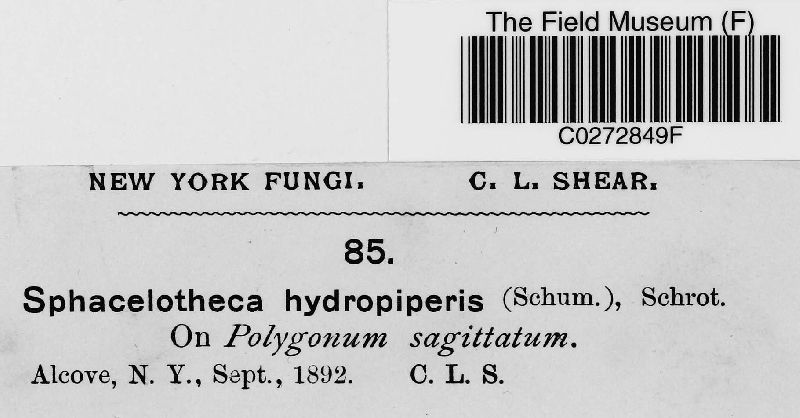 The Field Museum (F)
C0272849F
NEW YORK FUNGI. C. L. SHEAR.
85.
Sphacelotheca hydropiperis (Schum.), Schrot.
On Polygonum sagittatum.
Alcove, N. Y., Sept., 1892. C. L. S.